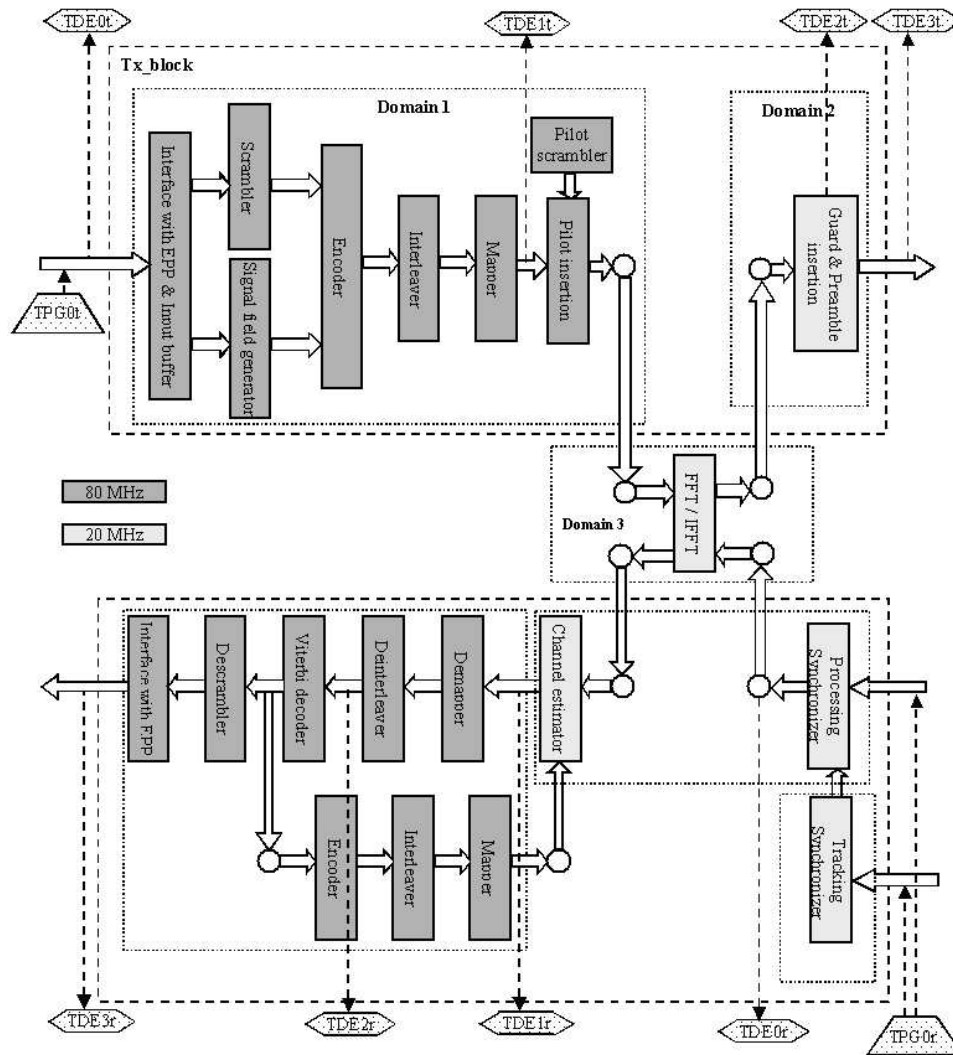 TDE0t
TDE1t
TDE2t
TDE3t
Tx_block
Domain 1
Domain 2
Interface with EPP & Input buffer
Scrambler
Signal field generator
Encoder
Interleaver
Mapper
Pilot
scrambler
Pilot insertion
Guard & Preamble
insertion
TPG0t
80 MHz
20 MHz
Domain 3
FFT / IFFT
Interface with EPP
Descrambler
Viterbi decoder
Deinterleaver
Demapper
Channel estimator
Processing
Synchronizer
Encoder
Interleaver
Mapper
Tracking
Synchronizer
TDE3r
TDE2r
TDE1r
TDE0r
TPG0r